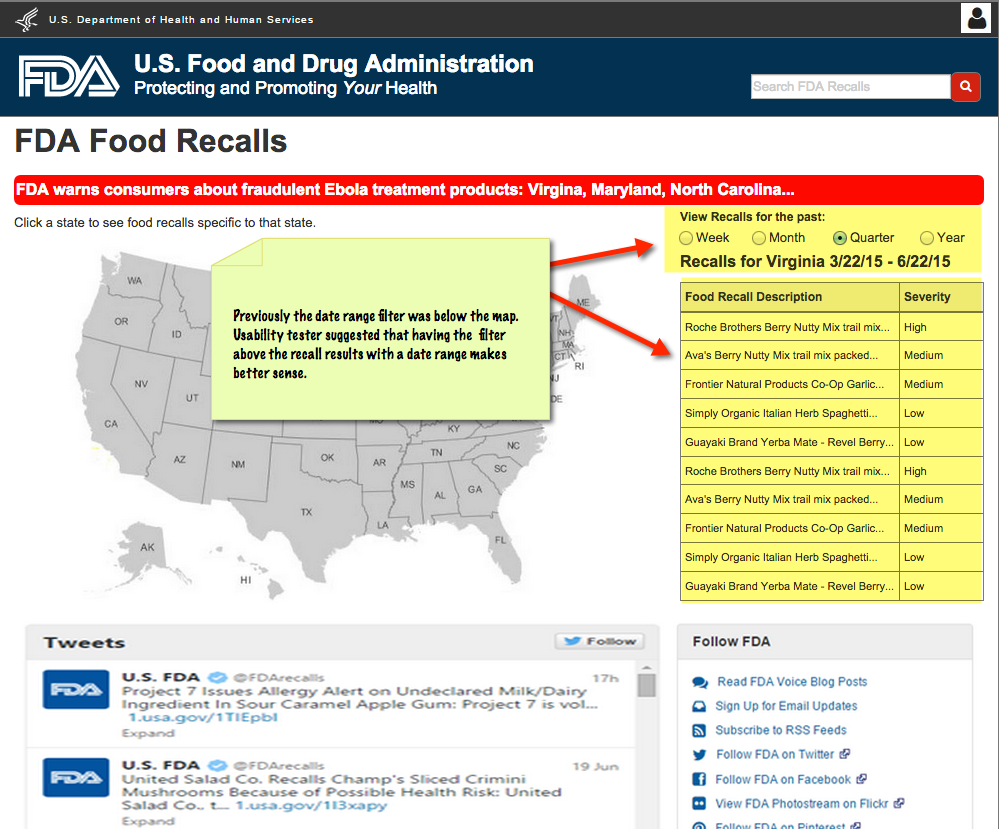 U.S. Department of Health and Human Services
FDA
U.S. Food and Drug Administration
Protecting and Promoting Your Health
Search FDA Recalls
FDA Food Recalls
FDA warns consumers about fraudulent Ebola treatment products: Virgina, Maryland, North Carolina...
Click a state to see food recalls specific to that state.
View Recalls for the past:
Week Month Quarter Year
Recalls for Virginia 3/22/15 - 6/22/15
Food Recall Description Severity
Roche Brothers Berry Nutty Mix trail mix... High
Ava's Berry Nutty Mix trail mix packed... Medium
Frontier Natural Products Co-Op Garlic... Medium
Simply Organic Italian Herb Spaghetti... Low
Guayaki Brand Yerba Mate - Revel Berry... Low
Roche Brothers Berry Nutty Mix trail mix... High
Ava's Berry Nutty Mix trail mix packed... Medium
Frontier Natural Products Co-Op Garlic... Medium
Simply Organic Italian Herb Spaghetti... Low
Guayaki Brand Yerba Mate - Revel Berry... Low
Previously the date range filter was below the map.
Usability tester suggested that having the filter
above the recall results with a date range makes
better sense.
WA
OR
ID
NV
UT
CA
AZ
NM
OK
TX
AR
LA
MS
AL
GA
FL
SC
NC
TN
KY
ME
NH
MA
CT
RI
AK
HI
Tweets
Follow
FDA
U.S. FDA @FDArecalls 17h
Project 7 Issues Allergy Alert on Undeclared Milk/Dairy
Ingredient In Sour Caramel Apple Gum: Project 7 is vol...
1.usa.gov/1TIEpbI
Expand
FDA
U.S. FDA @FDArecalls 19 Jun
United Salad Co. Recalls Champ's Sliced Crimini
Mushrooms Because of Possible Health Risk: United
Salad Co., t... 1.usa.gov/1I3xapy
Expand
Follow FDA
Read FDA Voice Blog Posts
Sign Up for Email Updates
Subscribe to RSS Feeds
Follow FDA on Twitter
Follow FDA on Facebook
View FDA Photostream on Flickr
Follow FDA on Pinterest